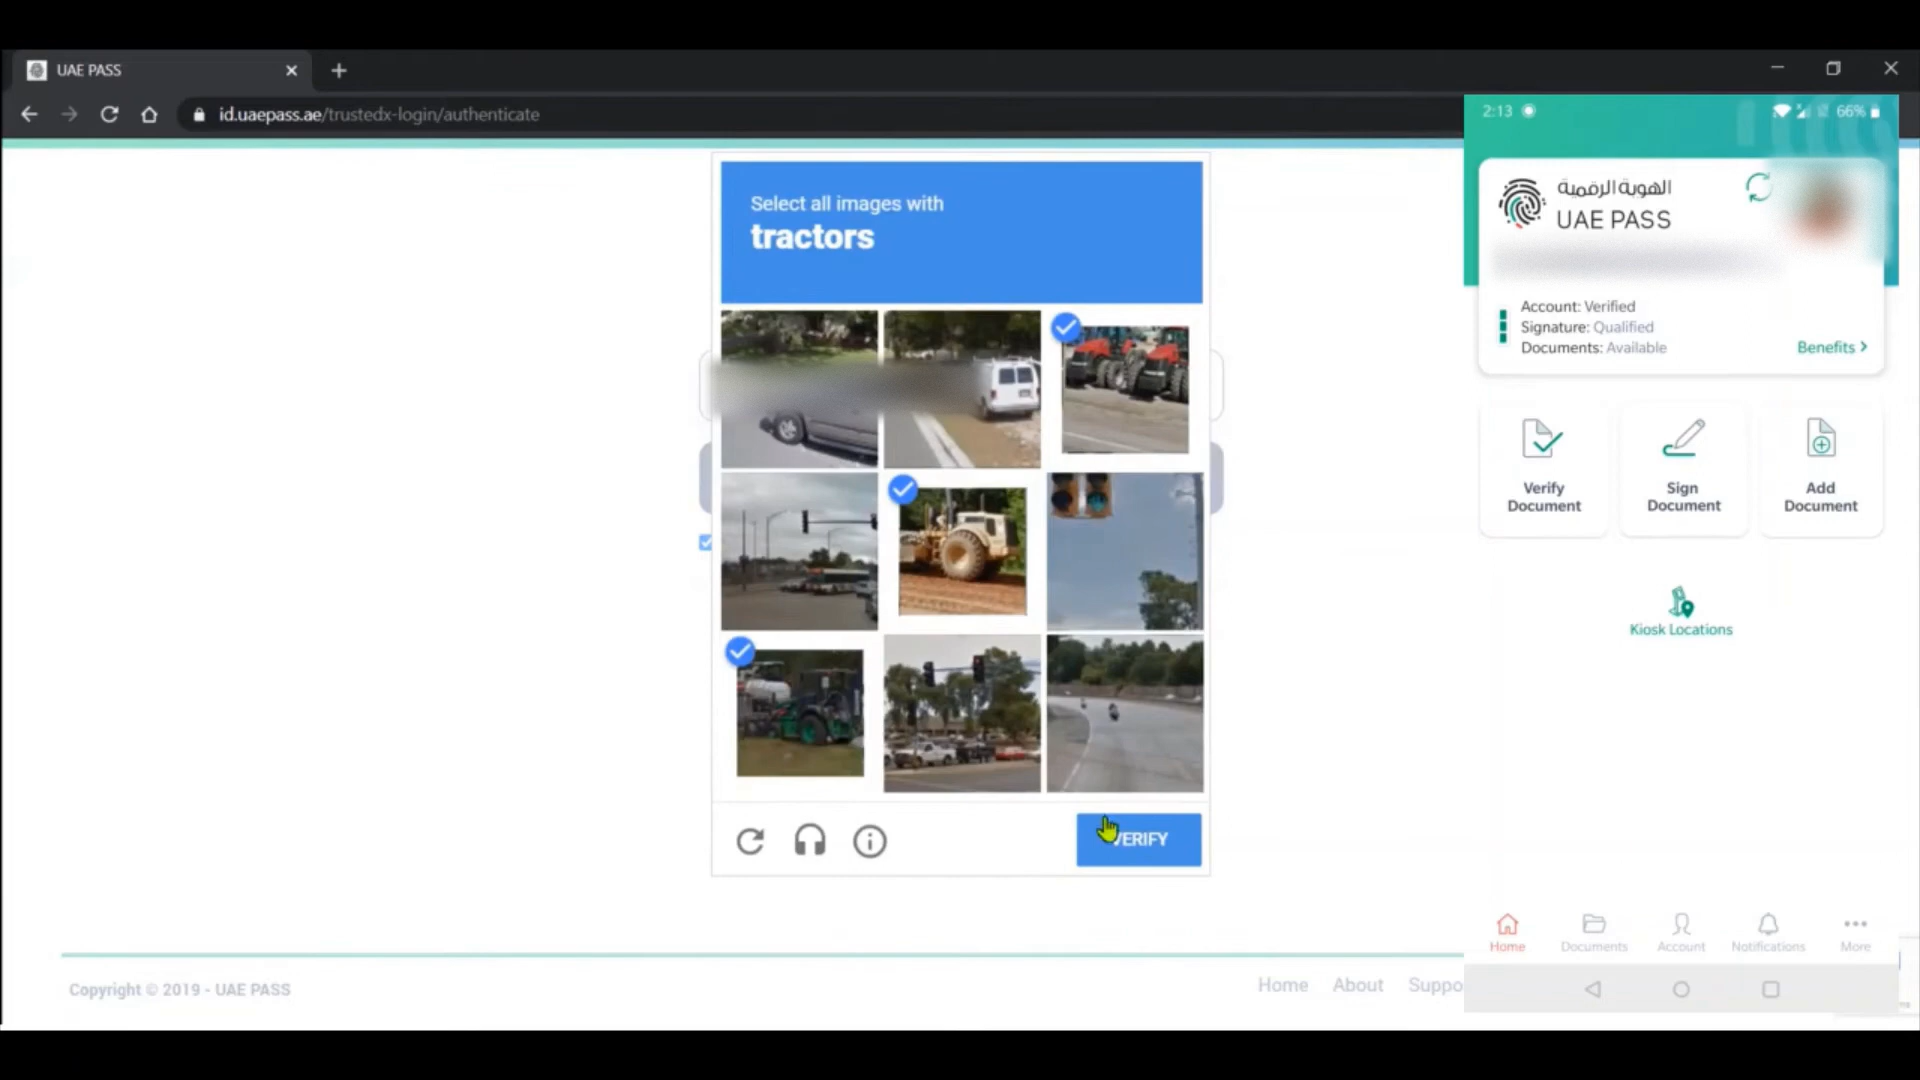 UAE PASS
id.uaepass.ae/trustedx-login/authenticate
Select all images with
tractors
VERIFY
Copyright © 2019 - UAE PASS
Home About Suppo
2:13 66%
الهوية الرقمية
UAE PASS
Account: Verified
Signature: Qualified
Documents: Available
Benefits >
Verify
Document
Sign
Document
Add
Document
Kiosk Locations
Home Documents Account Notifications More